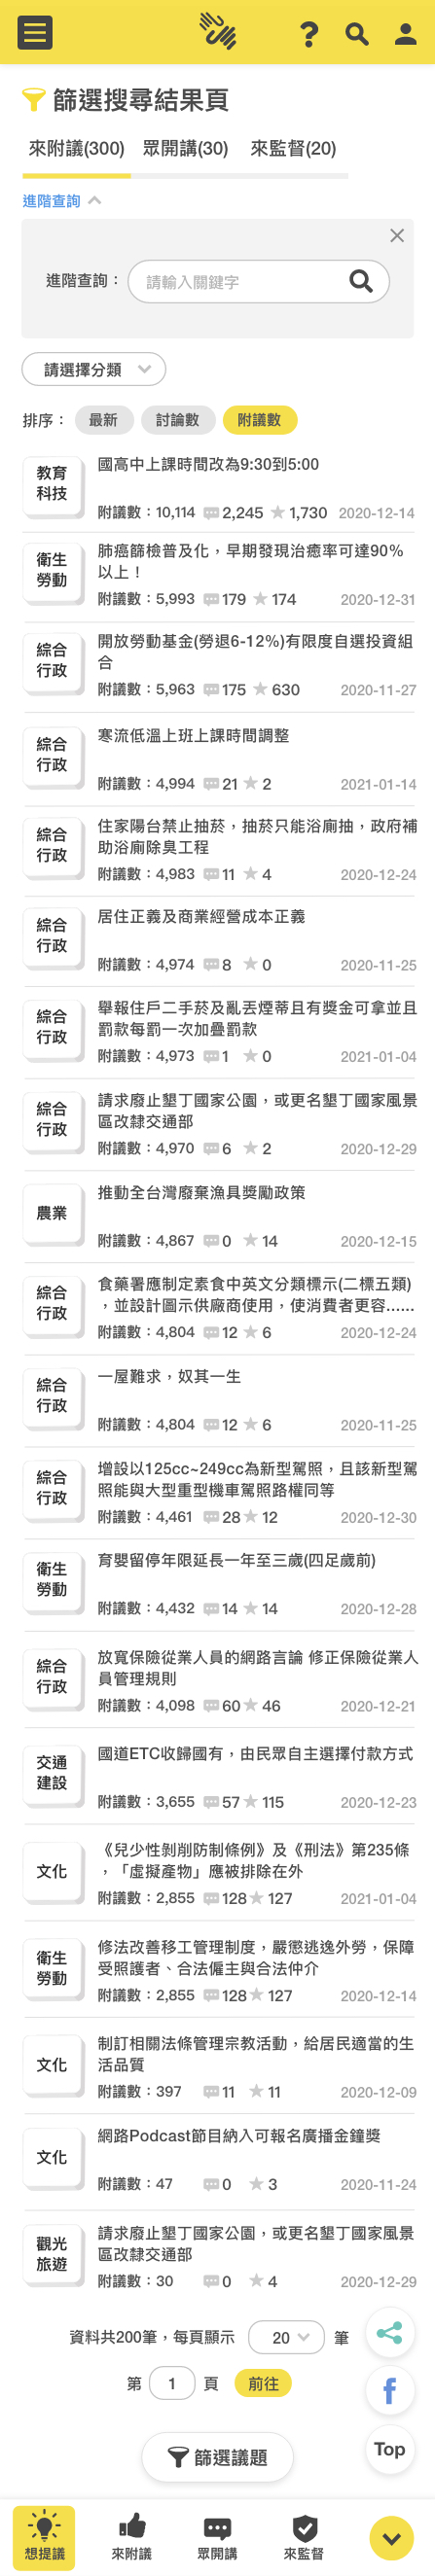 篩選搜尋結果頁
來附議(300) 眾開講(30) 來監督(20)
進階查詢
進階查詢： 請輸入關鍵字
請選擇分類
排序： 最新 討論數 附議數
教育科技
國高中上課時間改為9:30到5:00
附議數：10,114 2,245 1,730 2020-12-14
衛生勞動
肺癌篩檢普及化，早期發現治癒率可達90%
以上！
附議數：5,993 179 174 2020-12-31
綜合行政
開放勞動基金(勞退6-12%)有限度自選投資組
合
附議數：5,963 175 630 2020-11-27
綜合行政
寒流低溫上班上課時間調整
附議數：4,994 21 2 2021-01-14
綜合行政
住家陽台禁止抽菸，抽菸只能浴廁抽，政府補
助浴廁除臭工程
附議數：4,983 11 4 2020-12-24
綜合行政
居住正義及商業經營成本正義
附議數：4,974 8 0 2020-11-25
綜合行政
舉報住戶二手菸及亂丟煙蒂且有獎金可拿並且
罰款每罰一次加疊罰款
附議數：4,973 1 0 2021-01-04
綜合行政
請求廢止墾丁國家公園，或更名墾丁國家風景
區改隸交通部
附議數：4,970 6 2 2020-12-29
農業
推動全台灣廢棄漁具獎勵政策
附議數：4,867 0 14 2020-12-15
綜合行政
食藥署應制定素食中英文分類標示(二標五類)
，並設計圖示供廠商使用，使消費者更容......
附議數：4,804 12 6 2020-12-24
綜合行政
一屋難求，奴其一生
附議數：4,804 12 6 2020-11-25
綜合行政
增設以125cc~249cc為新型駕照，且該新型駕
照能與大型重型機車駕照路權同等
附議數：4,461 28 12 2020-12-30
衛生勞動
育嬰留停年限延長一年至三歲(四足歲前)
附議數：4,432 14 14 2020-12-28
綜合行政
放寬保險從業人員的網路言論 修正保險從業人
員管理規則
附議數：4,098 60 46 2020-12-21
交通建設
國道ETC收歸國有，由民眾自主選擇付款方式
附議數：3,655 57 115 2020-12-23
文化
《兒少性剝削防制條例》及《刑法》第235條
，「虛擬產物」應被排除在外
附議數：2,855 128 127 2021-01-04
衛生勞動
修法改善移工管理制度，嚴懲逃逸外勞，保障
受照護者、合法僱主與合法仲介
附議數：2,855 128 127 2020-12-14
文化
制訂相關法條管理宗教活動，給居民適當的生
活品質
附議數：397 11 11 2020-12-09
文化
網路Podcast節目納入可報名廣播金鐘獎
附議數：47 0 3 2020-11-24
觀光旅遊
請求廢止墾丁國家公園，或更名墾丁國家風景
區改隸交通部
附議數：30 0 4 2020-12-29
資料共200筆，每頁顯示 20 筆
第 1 頁 前往
Top
篩選議題
想提議 來附議 眾開講 來監督